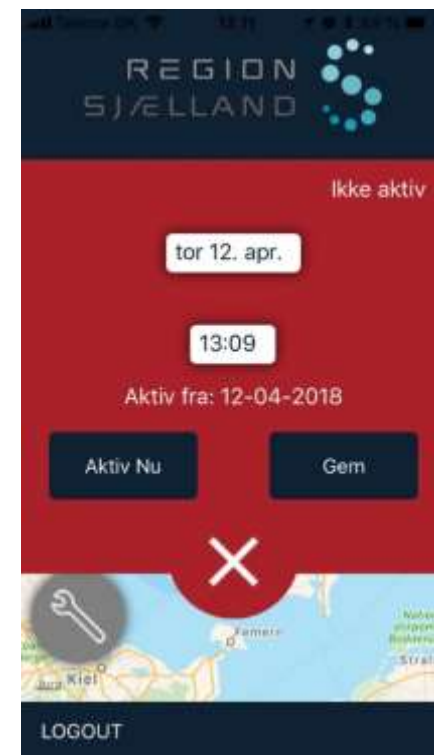 REGION
SJÆLLAND
Ikke aktiv
tor 12. apr.
13:09
Aktiv fra: 12-04-2018
Aktiv Nu
Gem
Femern
Kiel
LOGOUT